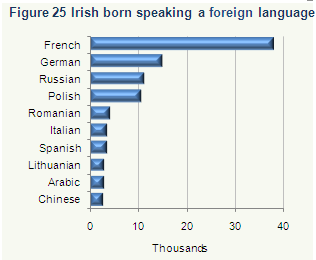 Figure 25 Irish born speaking a foreign language
French
German
Russian
Polish
Romanian
Italian
Spanish
Lithuanian
Arabic
Chinese
0 10 20 30 40
Thousands